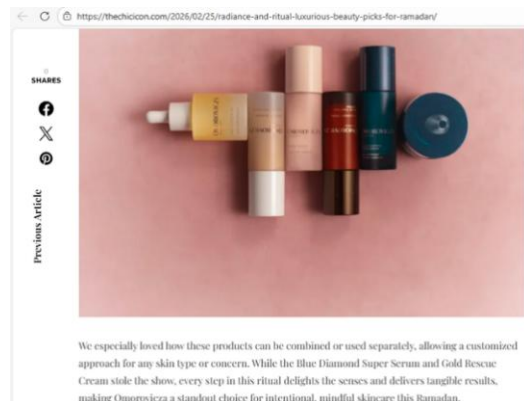 https://thechicicon.com/2026/02/25/radiance-and-ritual-luxurious-beauty-picks-for-ramadan/
SHARES
Previous Article
We especially loved how these products can be combined or used separately, allowing a customized
approach for any skin type or concern. While the Blue Diamond Super Serum and Gold Rescue
Cream stole the show, every step in this ritual delights the senses and delivers tangible results,
making Omorovicza a standout choice for intentional, mindful skincare this Ramadan.